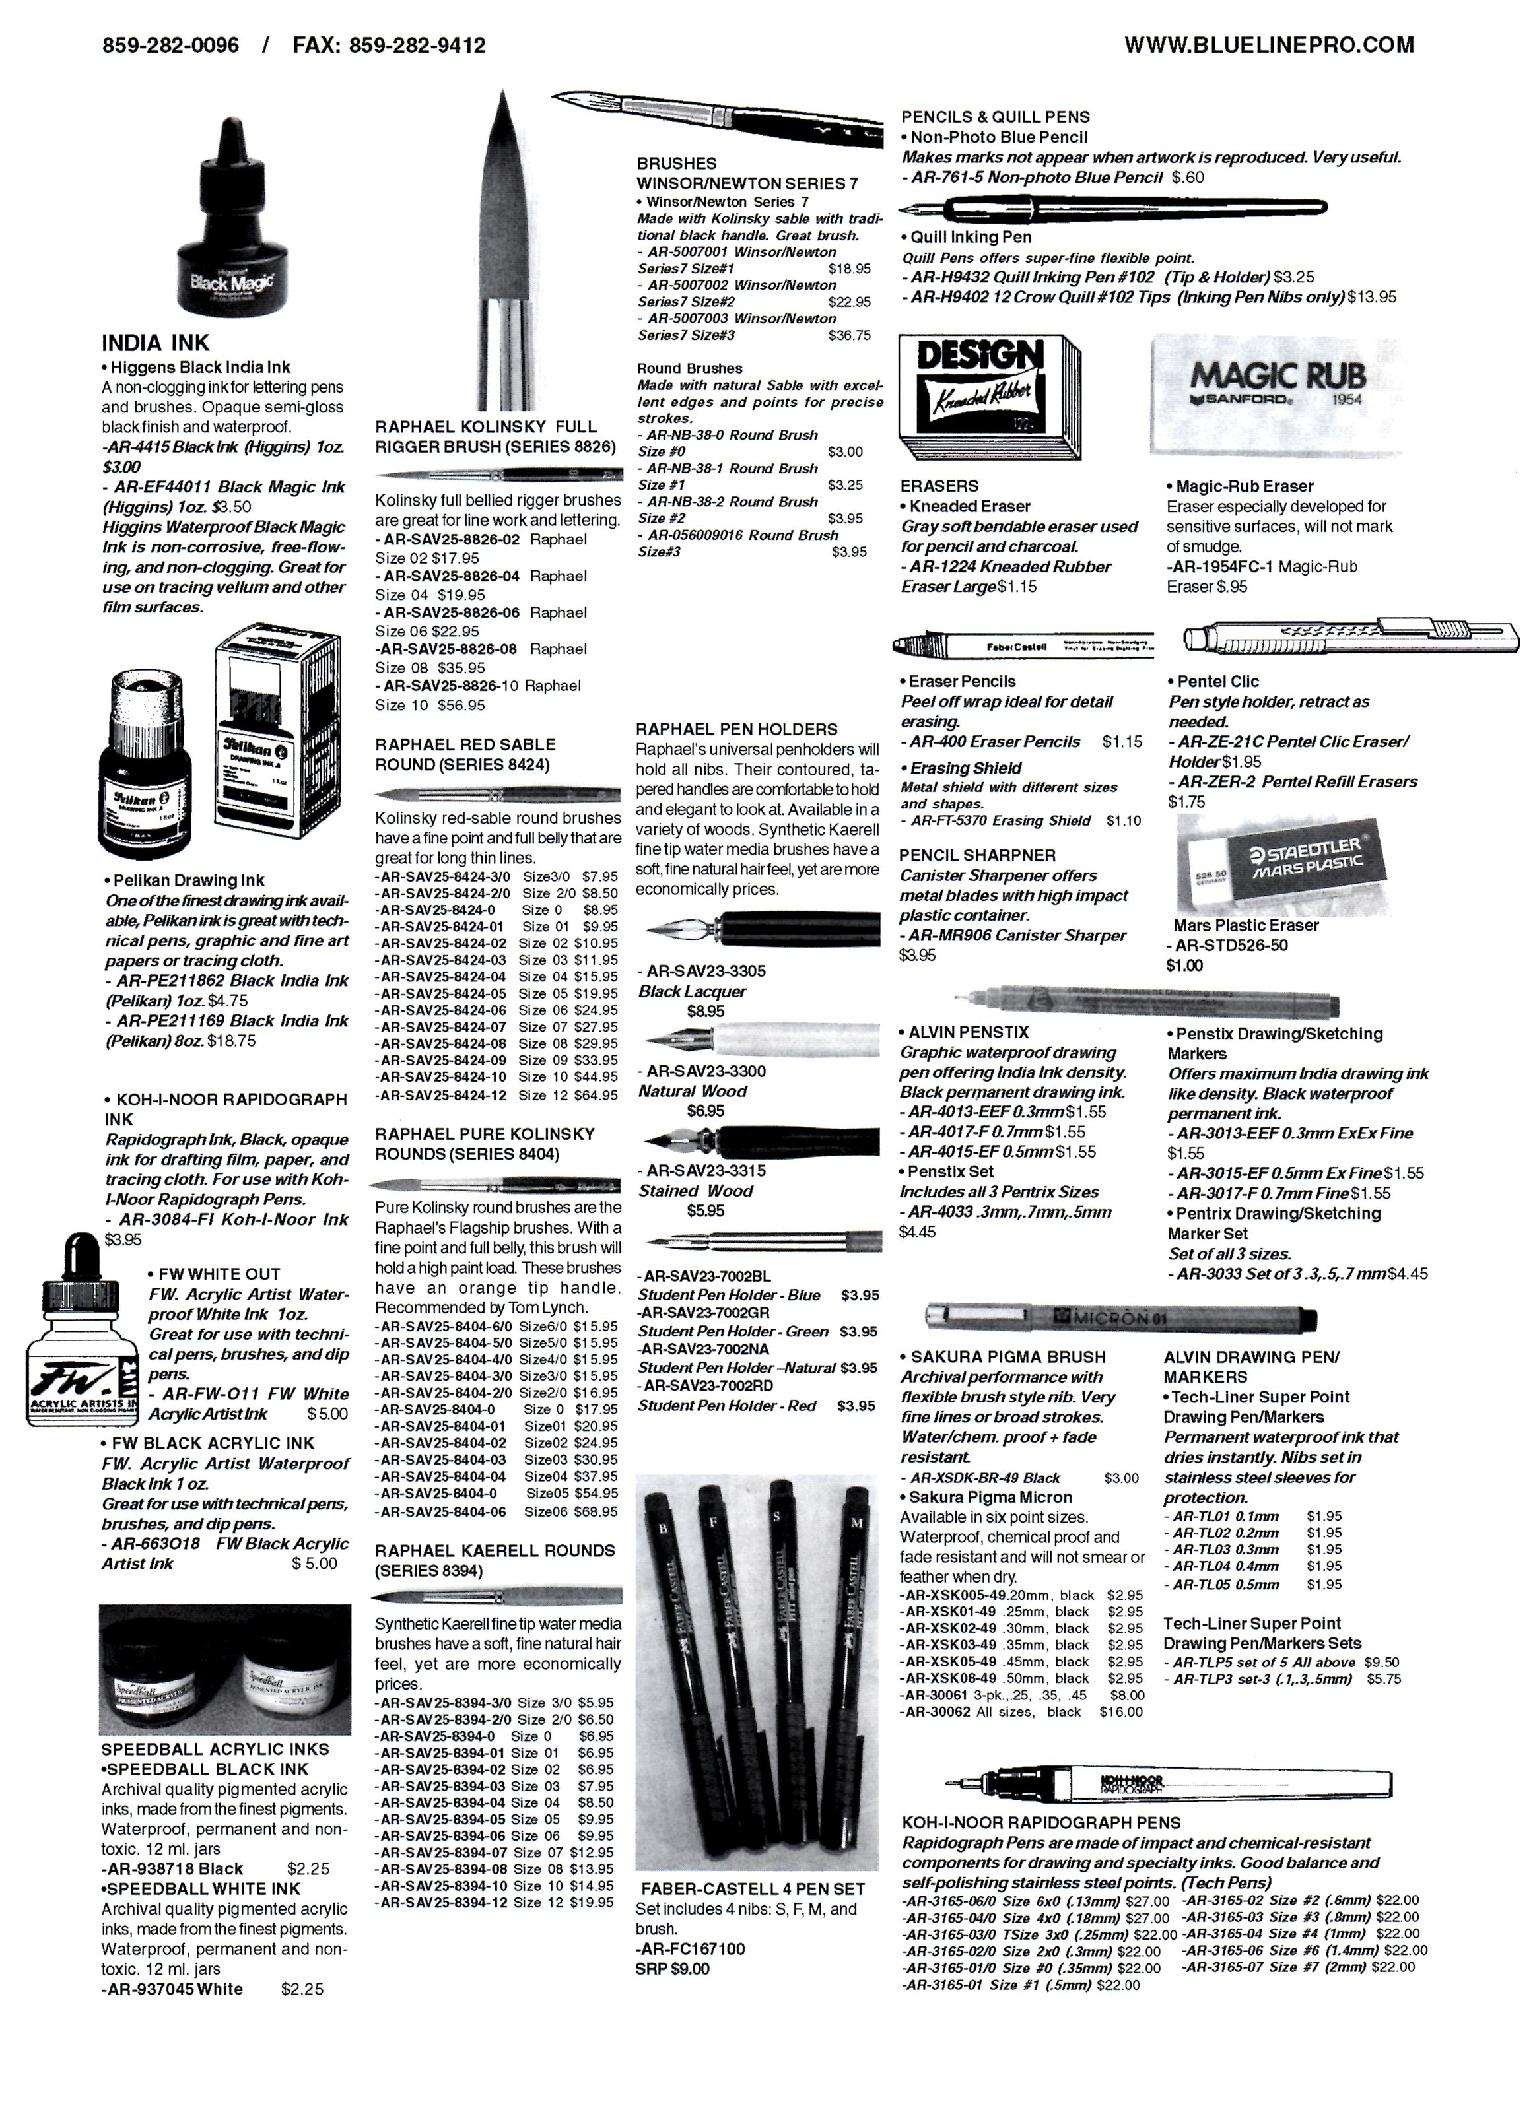 859-282-0096 / FAX: 859-282-9412
WWW.BLUELINEPRO.COM
Higgins
Black Magic
INDIA INK
• Higgens Black India Ink
A non-clogging ink for lettering pens
and brushes. Opaque semi-gloss
black finish and waterproof.
-AR-4415 Black Ink (Higgins) 1oz.
$3.00
- AR-EF44011 Black Magic Ink
(Higgins) 1oz. $3.50
Higgins Waterproof Black Magic
Ink is non-corrosive, free-flow-
ing, and non-clogging. Great for
use on tracing vellum and other
film surfaces.
Pelikan
DRAWING INK A
Pelikan
DRAWING INK A
• Pelikan Drawing Ink
One of the finest drawing ink avail-
able, Pelikan ink is great with tech-
nical pens, graphic and fine art
papers or tracing cloth.
- AR-PE211862 Black India Ink
(Pelikan) 1oz. $4.75
- AR-PE211169 Black India Ink
(Pelikan) 8oz. $18.75
• KOH-I-NOOR RAPIDOGRAPH
INK
Rapidograph Ink, Black, opaque
ink for drafting film, paper, and
tracing cloth. For use with Koh-
I-Noor Rapidograph Pens.
- AR-3084-FI Koh-I-Noor Ink
$3.95
FW.
ACRYLIC ARTISTS IN
• FW WHITE OUT
FW. Acrylic Artist Water-
proof White Ink 1oz.
Great for use with techni-
cal pens, brushes, and dip
pens.
- AR-FW-O11 FW White
Acrylic Artist Ink $5.00
• FW BLACK ACRYLIC INK
FW. Acrylic Artist Waterproof
Black Ink 1 oz.
Great for use with technical pens,
brushes, and dip pens.
- AR-663O18 FW Black Acrylic
Artist Ink $ 5.00
Speedball
PIGMENTED ACRYLIC INK
Speedball
PIGMENTED ACRYLIC INK
SPEEDBALL ACRYLIC INKS
•SPEEDBALL BLACK INK
Archival quality pigmented acrylic
inks, made from the finest pigments.
Waterproof, permanent and non-
toxic. 12 ml. jars
-AR-938718 Black $2.25
•SPEEDBALL WHITE INK
Archival quality pigmented acrylic
inks, made from the finest pigments.
Waterproof, permanent and non-
toxic. 12 ml. jars
-AR-937045 White $2.25
RAPHAEL KOLINSKY FULL
RIGGER BRUSH (SERIES 8826)
Kolinsky full bellied rigger brushes
are great for line work and lettering.
- AR-SAV25-8826-02 Raphael
Size 02 $17.95
- AR-SAV25-8826-04 Raphael
Size 04 $19.95
- AR-SAV25-8826-06 Raphael
Size 06 $22.95
-AR-SAV25-8826-08 Raphael
Size 08 $35.95
- AR-SAV25-8826-10 Raphael
Size 10 $56.95
RAPHAEL RED SABLE
ROUND (SERIES 8424)
Kolinsky red-sable round brushes
have a fine point and full belly that are
great for long thin lines.
-AR-SAV25-8424-3/0 Size3/0 $7.95
-AR-SAV25-8424-2/0 Size 2/0 $8.50
-AR-SAV25-8424-0 Size 0 $8.95
-AR-SAV25-8424-01 Size 01 $9.95
-AR-SAV25-8424-02 Size 02 $10.95
-AR-SAV25-8424-03 Size 03 $11.95
-AR-SAV25-8424-04 Size 04 $15.95
-AR-SAV25-8424-05 Size 05 $19.95
-AR-SAV25-8424-06 Size 06 $24.95
-AR-SAV25-8424-07 Size 07 $27.95
-AR-SAV25-8424-08 Size 08 $29.95
-AR-SAV25-8424-09 Size 09 $33.95
-AR-SAV25-8424-10 Size 10 $44.95
-AR-SAV25-8424-12 Size 12 $64.95
RAPHAEL PURE KOLINSKY
ROUNDS (SERIES 8404)
Pure Kolinsky round brushes are the
Raphael's Flagship brushes. With a
fine point and full belly, this brush will
hold a high paint load. These brushes
have an orange tip handle.
Recommended by Tom Lynch.
-AR-SAV25-8404-6/0 Size6/0 $15.95
-AR-SAV25-8404-5/0 Size5/0 $15.95
-AR-SAV25-8404-4/0 Size4/0 $15.95
-AR-SAV25-8404-3/0 Size3/0 $15.95
-AR-SAV25-8404-2/0 Size2/0 $16.95
-AR-SAV25-8404-0 Size 0 $17.95
-AR-SAV25-8404-01 Size01 $20.95
-AR-SAV25-8404-02 Size02 $24.95
-AR-SAV25-8404-03 Size03 $30.95
-AR-SAV25-8404-04 Size04 $37.95
-AR-SAV25-8404-0 Size05 $54.95
-AR-SAV25-8404-06 Size06 $68.95
RAPHAEL KAERELL ROUNDS
(SERIES 8394)
Synthetic Kaerell fine tip water media
brushes have a soft, fine natural hair
feel, yet are more economically
prices.
-AR-SAV25-8394-3/0 Size 3/0 $5.95
-AR-SAV25-8394-2/0 Size 2/0 $6.50
-AR-SAV25-8394-0 Size 0 $6.95
-AR-SAV25-8394-01 Size 01 $6.95
-AR-SAV25-8394-02 Size 02 $6.95
-AR-SAV25-8394-03 Size 03 $7.95
-AR-SAV25-8394-04 Size 04 $8.50
-AR-SAV25-8394-05 Size 05 $9.95
-AR-SAV25-8394-06 Size 06 $9.95
-AR-SAV25-8394-07 Size 07 $12.95
-AR-SAV25-8394-08 Size 08 $13.95
-AR-SAV25-8394-10 Size 10 $14.95
-AR-SAV25-8394-12 Size 12 $19.95
BRUSHES
WINSOR/NEWTON SERIES 7
• Winsor/Newton Series 7
Made with Kolinsky sable with tradi-
tional black handle. Great brush.
- AR-5007001 Winsor/Newton
Series7 Size#1 $18.95
- AR-5007002 Winsor/Newton
Series7 Size#2 $22.95
- AR-5007003 Winsor/Newton
Series7 Size#3 $36.75
Round Brushes
Made with natural Sable with excel-
lent edges and points for precise
strokes.
- AR-NB-38-0 Round Brush
Size #0 $3.00
- AR-NB-38-1 Round Brush
Size #1 $3.25
- AR-NB-38-2 Round Brush
Size #2 $3.95
- AR-056009016 Round Brush
Size#3 $3.95
RAPHAEL PEN HOLDERS
Raphael's universal penholders will
hold all nibs. Their contoured, ta-
pered handles are comfortable to hold
and elegant to look at. Available in a
variety of woods. Synthetic Kaerell
fine tip water media brushes have a
soft, fine natural hair feel, yet are more
economically prices.
- AR-SAV23-3305
Black Lacquer
$8.95
- AR-SAV23-3300
Natural Wood
$6.95
- AR-SAV23-3315
Stained Wood
$5.95
-AR-SAV23-7002BL
Student Pen Holder - Blue $3.95
-AR-SAV23-7002GR
Student Pen Holder - Green $3.95
-AR-SAV23-7002NA
Student Pen Holder –Natural $3.95
-AR-SAV23-7002RD
Student Pen Holder - Red $3.95
B F S M
FABER CASTELL
FABER CASTELL
FABER CASTELL
FABER CASTELL
FABER-CASTELL 4 PEN SET
Set includes 4 nibs: S, F, M, and
brush.
-AR-FC167100
SRP $9.00
PENCILS & QUILL PENS
• Non-Photo Blue Pencil
Makes marks not appear when artwork is reproduced. Very useful.
- AR-761-5 Non-photo Blue Pencil $.60
• Quill Inking Pen
Quill Pens offers super-fine flexible point.
- AR-H9432 Quill Inking Pen #102 (Tip & Holder) $3.25
- AR-H9402 12 Crow Quill #102 Tips (Inking Pen Nibs only) $13.95
DESIGN
Kneaded Rubber
1224
MAGIC RUB
SANFORD® 1954
ERASERS
• Kneaded Eraser
Gray soft bendable eraser used
for pencil and charcoal.
- AR-1224 Kneaded Rubber
Eraser Large $1.15
• Magic-Rub Eraser
Eraser especially developed for
sensitive surfaces, will not mark
of smudge.
-AR-1954FC-1 Magic-Rub
Eraser $.95
Faber Castell
• Eraser Pencils
Peel off wrap ideal for detail
erasing.
- AR-400 Eraser Pencils $1.15
• Erasing Shield
Metal shield with different sizes
and shapes.
- AR-FT-5370 Erasing Shield $1.10
PENCIL SHARPNER
Canister Sharpener offers
metal blades with high impact
plastic container.
- AR-MR906 Canister Sharper
$3.95
• Pentel Clic
Pen style holder, retract as
needed.
- AR-ZE-21C Pentel Clic Eraser/
Holder $1.95
- AR-ZER-2 Pentel Refill Erasers
$1.75
526 50
GERMANY
STAEDTLER
MARS PLASTIC
Mars Plastic Eraser
- AR-STD526-50
$1.00
• ALVIN PENSTIX
Graphic waterproof drawing
pen offering India Ink density.
Black permanent drawing ink.
- AR-4013-EEF 0.3mm $1.55
- AR-4017-F 0.7mm $1.55
- AR-4015-EF 0.5mm $1.55
• Penstix Set
Includes all 3 Pentrix Sizes
- AR-4033 .3mm,.7mm,.5mm
$4.45
• Penstix Drawing/Sketching
Markers
Offers maximum India drawing ink
like density. Black waterproof
permanent ink.
- AR-3013-EEF 0.3mm ExEx Fine
$1.55
- AR-3015-EF 0.5mm Ex Fine $1.55
- AR-3017-F 0.7mm Fine $1.55
• Pentrix Drawing/Sketching
Marker Set
Set of all 3 sizes.
- AR-3033 Set of 3 .3,.5,.7mm $4.45
MICRON 01
• SAKURA PIGMA BRUSH
Archival performance with
flexible brush style nib. Very
fine lines or broad strokes.
Water/chem. proof + fade
resistant.
- AR-XSDK-BR-49 Black $3.00
• Sakura Pigma Micron
Available in six point sizes.
Waterproof, chemical proof and
fade resistant and will not smear or
feather when dry.
-AR-XSK005-49.20mm, black $2.95
-AR-XSK01-49 .25mm, black $2.95
-AR-XSK02-49 .30mm, black $2.95
-AR-XSK03-49 .35mm, black $2.95
-AR-XSK05-49 .45mm, black $2.95
-AR-XSK08-49 .50mm, black $2.95
-AR-30061 3-pk.,.25, .35, .45 $8.00
-AR-30062 All sizes, black $16.00
ALVIN DRAWING PEN/
MARKERS
•Tech-Liner Super Point
Drawing Pen/Markers
Permanent waterproof ink that
dries instantly. Nibs set in
stainless steel sleeves for
protection.
- AR-TL01 0.1mm $1.95
- AR-TL02 0.2mm $1.95
- AR-TL03 0.3mm $1.95
- AR-TL04 0.4mm $1.95
- AR-TL05 0.5mm $1.95
Tech-Liner Super Point
Drawing Pen/Markers Sets
- AR-TLP5 set of 5 All above $9.50
- AR-TLP3 set-3 (.1,.3,.5mm) $5.75
KOH-I-NOOR
RAPIDOGRAPH
KOH-I-NOOR RAPIDOGRAPH PENS
Rapidograph Pens are made of impact and chemical-resistant
components for drawing and specialty inks. Good balance and
self-polishing stainless steel points. (Tech Pens)
-AR-3165-06/0 Size 6x0 (.13mm) $27.00 -AR-3165-02 Size #2 (.6mm) $22.00
-AR-3165-04/0 Size 4x0 (.18mm) $27.00 -AR-3165-03 Size #3 (.8mm) $22.00
-AR-3165-03/0 TSize 3x0 (.25mm) $22.00 -AR-3165-04 Size #4 (1mm) $22.00
-AR-3165-02/0 Size 2x0 (.3mm) $22.00 -AR-3165-06 Size #6 (1.4mm) $22.00
-AR-3165-01/0 Size #0 (.35mm) $22.00 -AR-3165-07 Size #7 (2mm) $22.00
-AR-3165-01 Size #1 (.5mm) $22.00